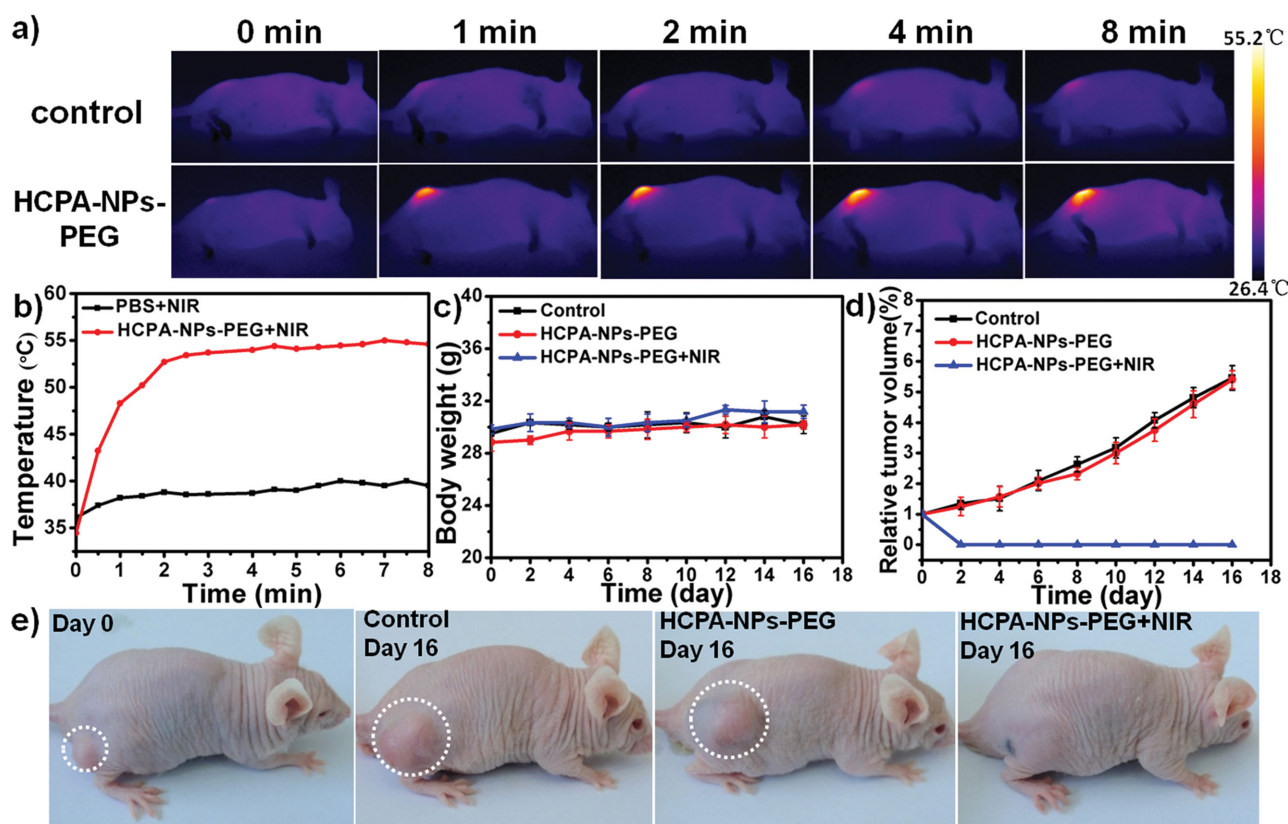 a)
0 min 1 min 2 min 4 min 8 min
55.2℃
control
HCPA-NPs-
PEG
26.4℃
b)
60
55
50
45
40
35
Temperature (°C)
PBS+NIR
HCPA-NPs-PEG+NIR
0 1 2 3 4 5 6 7 8
Time (min)
c)
40
36
32
28
24
20
Body weight (g)
Control
HCPA-NPs-PEG
HCPA-NPs-PEG+NIR
0 2 4 6 8 10 12 14 16 18
Time (day)
d)
8
7
6
5
4
3
2
1
0
Relative tumor volume(%)
Control
HCPA-NPs-PEG
HCPA-NPs-PEG+NIR
0 2 4 6 8 10 12 14 16 18
Time (day)
e)
Day 0
Control
Day 16
HCPA-NPs-PEG
Day 16
HCPA-NPs-PEG+NIR
Day 16